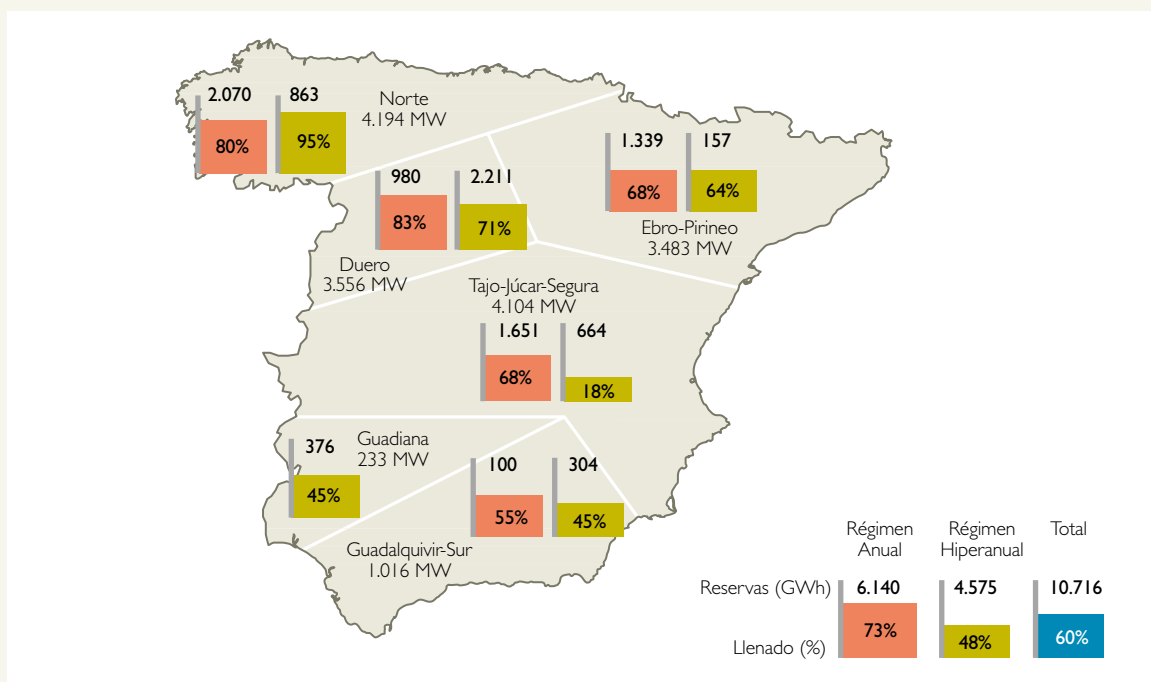 2.070
863
80%
95%
Norte
4.194 MW
980
2.211
83%
71%
Duero
3.556 MW
1.339
157
68%
64%
Ebro-Pirineo
3.483 MW
Tajo-Júcar-Segura
4.104 MW
1.651
664
68%
18%
376
45%
Guadiana
233 MW
100
304
55%
45%
Guadalquivir-Sur
1.016 MW
Régimen
Anual
Régimen
Hiperanual
Total
Reservas (GWh)
6.140
4.575
10.716
Llenado (%)
73%
48%
60%